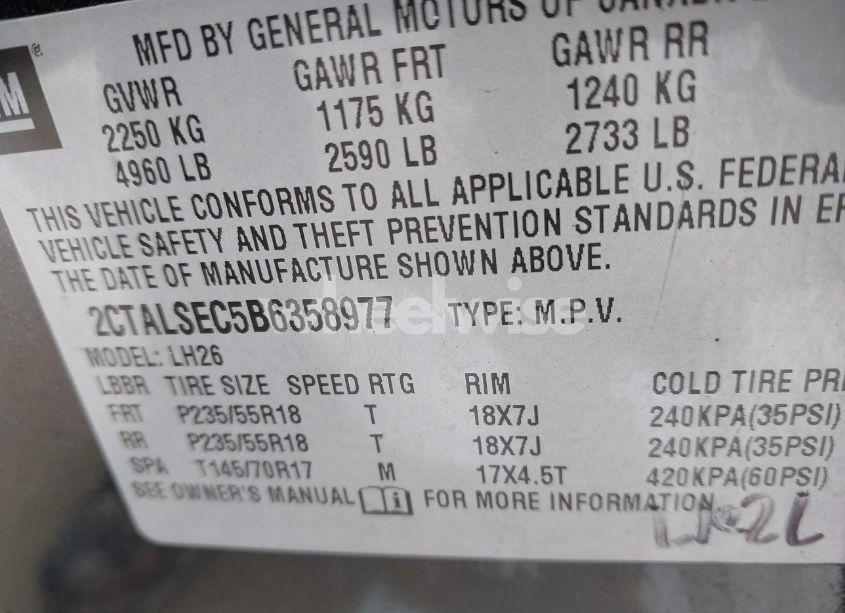 MFD BY GENERAL MOTORS OF CANADA
GM
GVWR GAWR FRT GAWR RR
2250 KG 1175 KG 1240 KG
4960 LB 2590 LB 2733 LB
THIS VEHICLE CONFORMS TO ALL APPLICABLE U.S. FEDERAL
VEHICLE SAFETY AND THEFT PREVENTION STANDARDS IN EF
THE DATE OF MANUFACTURE SHOWN ABOVE.
2CTALSEC5B6358977 TYPE: M.P.V.
MODEL: LH26
LBBR TIRE SIZE SPEED RTG RIM COLD TIRE PRE
FRT P235/55R18 T 18X7J 240KPA(35PSI)
RR P235/55R18 T 18X7J 240KPA(35PSI)
SPA T145/70R17 M 17X4.5T 420KPA(60PSI)
SEE OWNER'S MANUAL FOR MORE INFORMATION